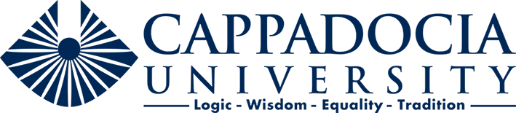 CAPPADOCIA
UNIVERSITY
Logic - Wisdom - Equality - Tradition